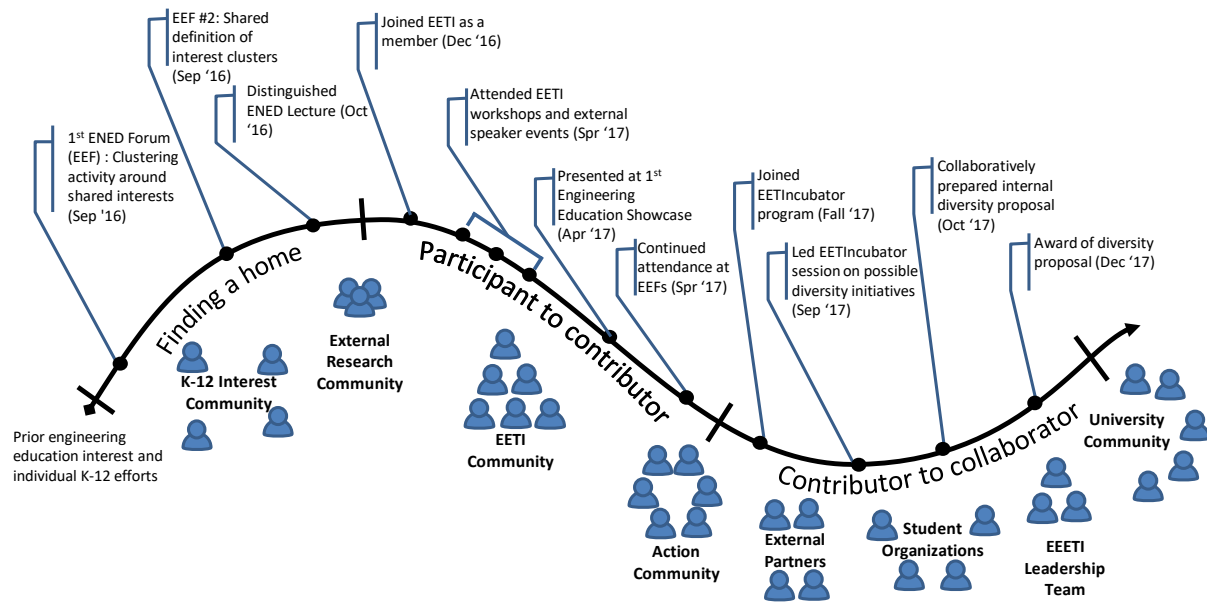 EEF #2: Shared
definition of
interest clusters
(Sep ‘16)
Joined EETI as a
member (Dec ‘16)
Distinguished
ENED Lecture (Oct
‘16)
Attended EETI
workshops and external
speaker events (Spr ‘17)
1st ENED Forum
(EEF) : Clustering
activity around
shared interests
(Sep '16)
Presented at 1st
Engineering
Education Showcase
(Apr ‘17)
Continued
attendance at
EEFs (Spr ‘17)
Joined
EETIncubator
program (Fall ‘17)
Led EETIncubator
session on possible
diversity initiatives
(Sep ‘17)
Collaboratively
prepared internal
diversity proposal
(Oct ‘17)
Award of diversity
proposal (Dec ‘17)
Finding a home
Participant to contributor
Contributor to collaborator
Prior engineering
education interest and
individual K-12 efforts
K-12 Interest
Community
External
Research
Community
EETI
Community
Action
Community
External
Partners
Student
Organizations
EEETI
Leadership
Team
University
Community